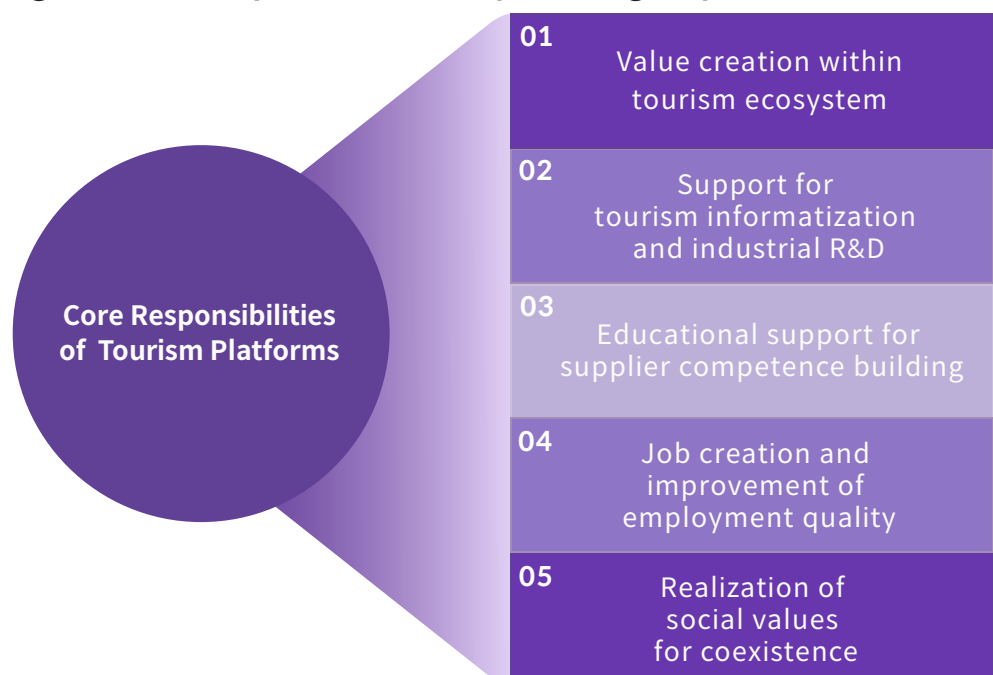 Core Responsibilities
of Tourism Platforms
01
Value creation within
tourism ecosystem
02
Support for
tourism informatization
and industrial R&D
03
Educational support for
supplier competence building
04
Job creation and
improvement of
employment quality
05
Realization of
social values
for coexistence